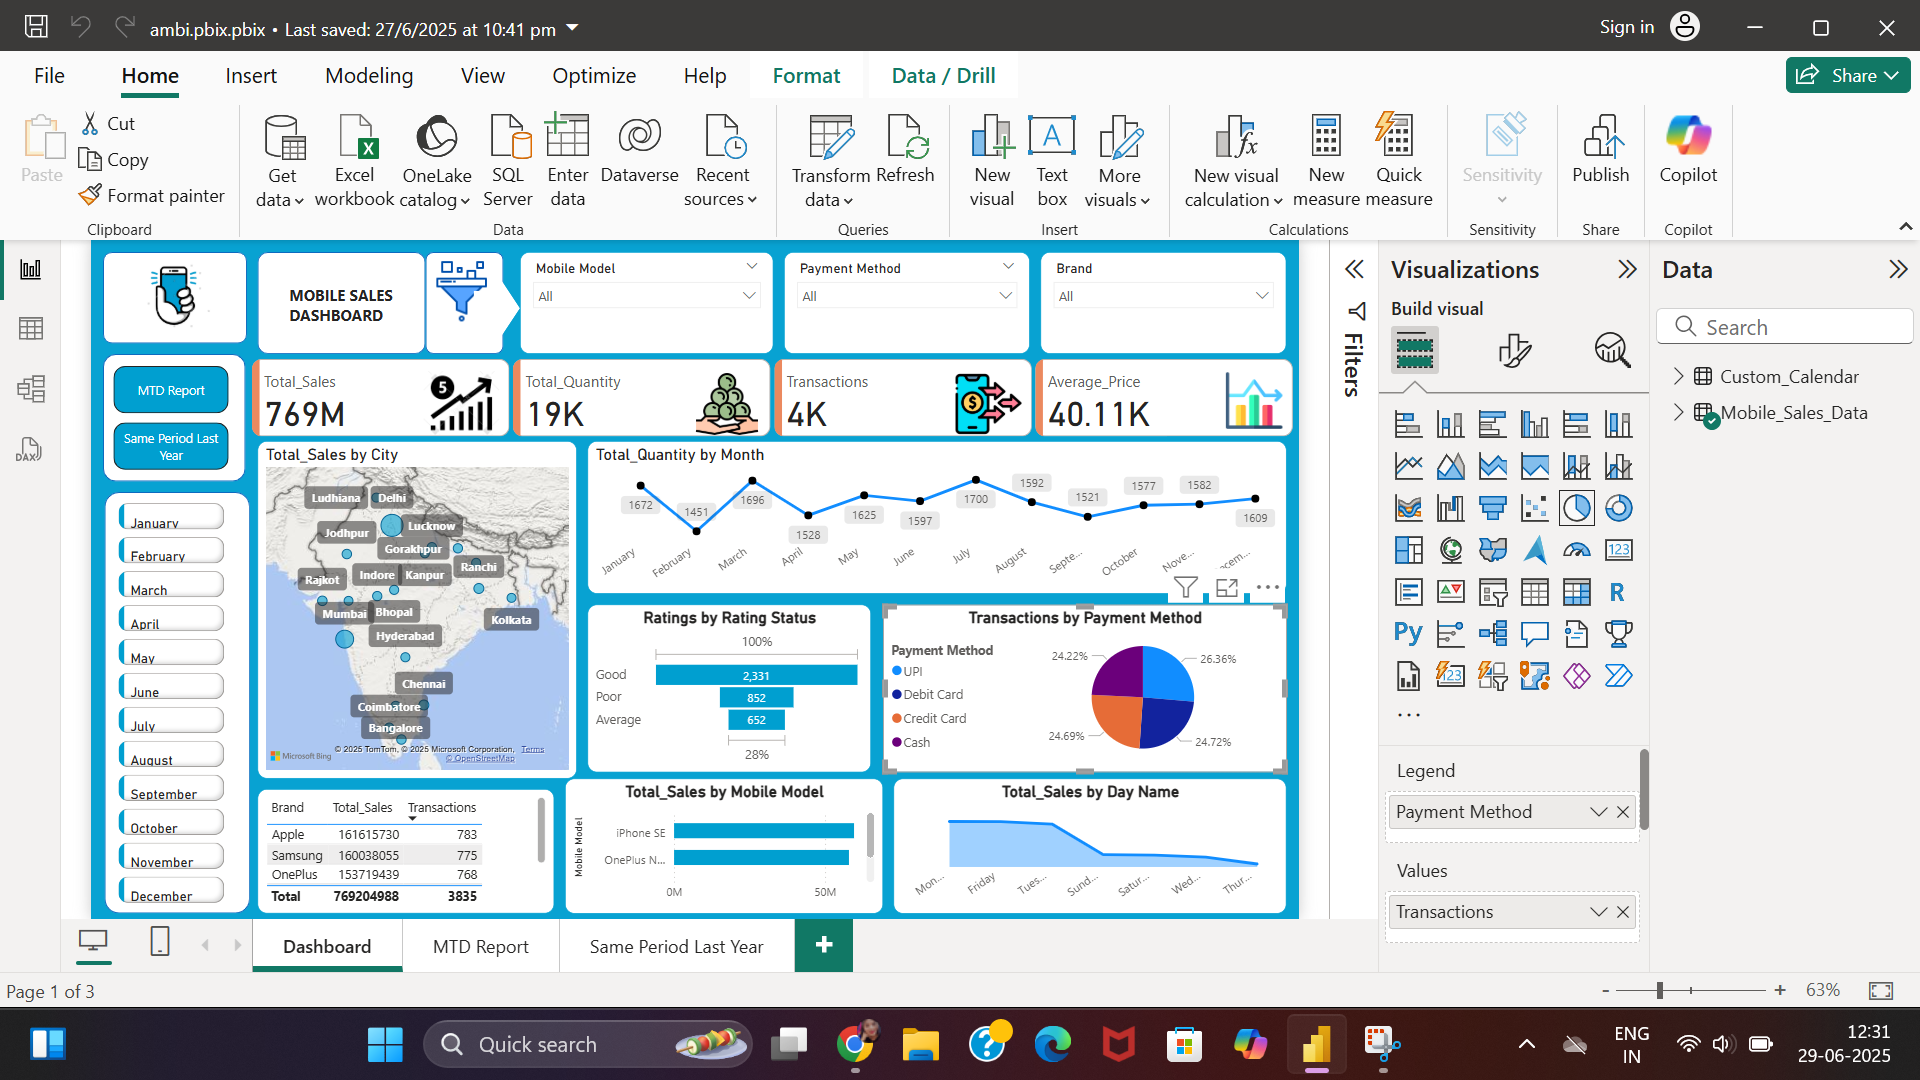 ambi.pbix.pbix • Last saved: 27/6/2025 at 10:41 pm
Sign in
File Home Insert Modeling View Optimize Help Format Data / Drill
Share
Paste
Cut
Copy
Format painter
Clipboard
Get data
Excel workbook
OneLake catalog
SQL Server
Enter data
Dataverse
Recent sources
Data
Transform data
Refresh
Queries
New visual
Text box
More visuals
Insert
New visual calculation
New measure
Quick measure
Calculations
Sensitivity
Sensitivity
Publish
Share
Copilot
Copilot
MOBILE SALES
DASHBOARD
Mobile Model
All
Payment Method
All
Brand
All
MTD Report
Same Period Last
Year
Total_Sales
769M
5
Total_Quantity
19K
Transactions
4K
$
Average_Price
40.11K
January
February
March
April
May
June
July
August
September
October
November
December
Total_Sales by City
Ludhiana
Delhi
Jodhpur
Lucknow
Gorakhpur
Rajkot
Indore
Kanpur
Ranchi
Mumbai
Bhopal
Kolkata
Hyderabad
Chennai
Coimbatore
Bangalore
Microsoft Bing
© 2025 TomTom, © 2025 Microsoft Corporation, Terms
© OpenStreetMap
Total_Quantity by Month
1672
1451
1696
1528
1625
1597
1700
1592
1521
1577
1582
1609
January
February
March
April
May
June
July
August
Septe...
October
Nove...
ecem...
Ratings by Rating Status
100%
Good 2,331
Poor 852
Average 652
28%
Transactions by Payment Method
Payment Method
UPI
Debit Card
Credit Card
Cash
24.22%
26.36%
24.69%
24.72%
Brand Total_Sales Transactions
Apple 161615730 783
Samsung 160038055 775
OnePlus 153719439 768
Total 769204988 3835
Total_Sales by Mobile Model
Mobile Model
iPhone SE
OnePlus N...
0M 50M
Total_Sales by Day Name
Mon...
Friday
Tues...
Sund...
Satur...
Wed...
Thur...
Filters
Visualizations
Build visual
123
R
Py
123
...
Legend
Payment Method
Values
Transactions
Data
Search
Custom_Calendar
Mobile_Sales_Data
DAX
Dashboard MTD Report Same Period Last Year +
Page 1 of 3
- + 63%
Quick search
ENG
IN
12:31
29-06-2025